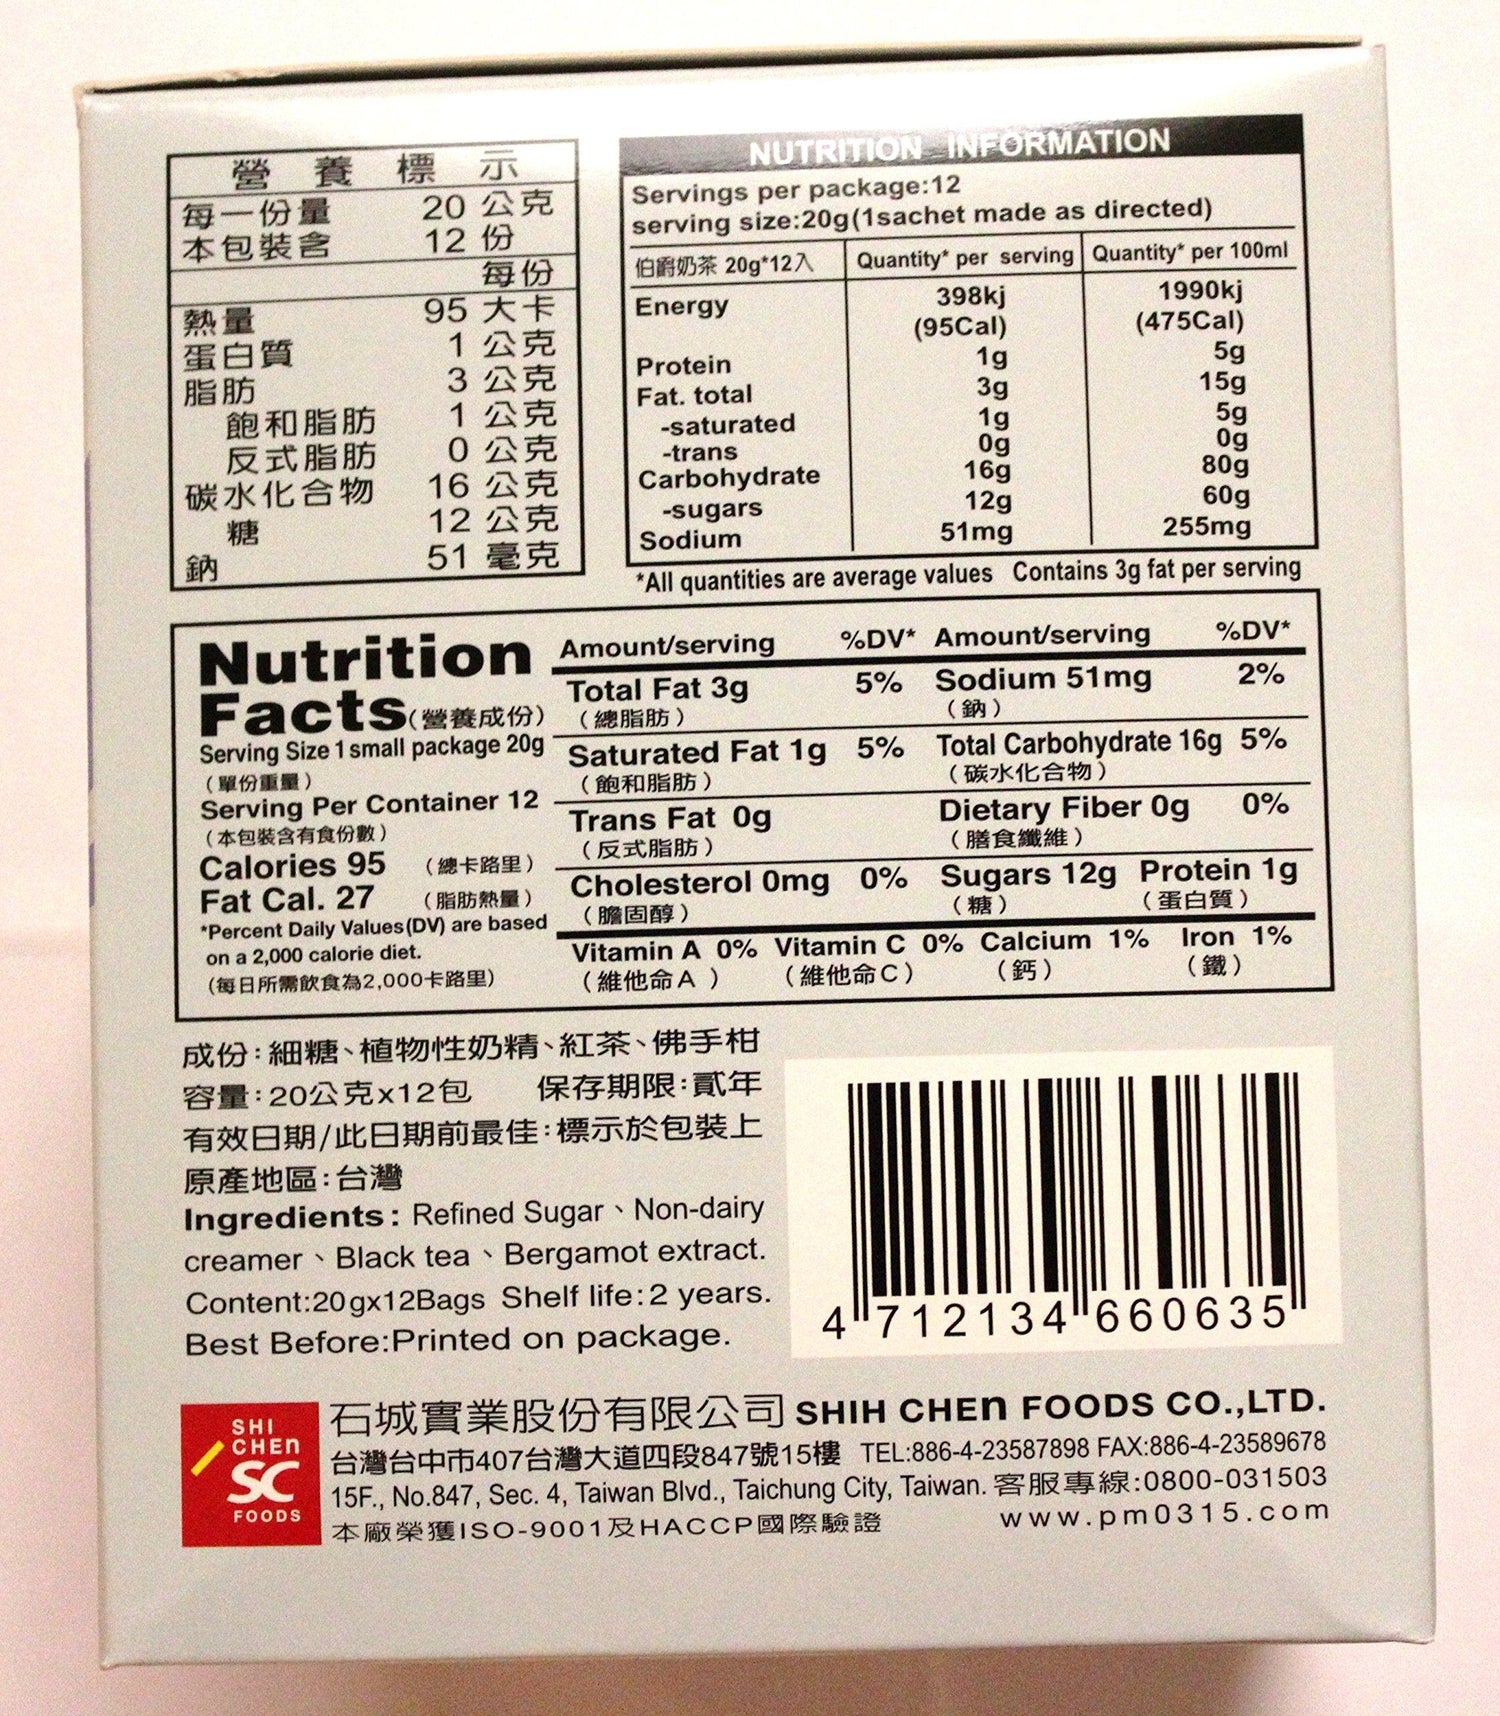 營養標示
每一份量 20 公克
本包裝含 12 份
每份
熱量 95 大卡
蛋白質 1 公克
脂肪 3 公克
飽和脂肪 1 公克
反式脂肪 0 公克
碳水化合物 16 公克
糖 12 公克
鈉 51 毫克
NUTRITION INFORMATION
Servings per package:12
serving size:20g(1sachet made as directed)
伯爵奶茶 20g*12入 Quantity* per serving Quantity* per 100ml
Energy 398kj 1990kj
(95Cal) (475Cal)
Protein 1g 5g
Fat. total 3g 15g
-saturated 1g 5g
-trans 0g 0g
Carbohydrate 16g 80g
-sugars 12g 60g
Sodium 51mg 255mg
*All quantities are average values Contains 3g fat per serving
Nutrition
Facts(營養成份)
Serving Size 1 small package 20g
(單份重量)
Serving Per Container 12
(本包裝含有食份數)
Calories 95 (總卡路里)
Fat Cal. 27 (脂肪熱量)
*Percent Daily Values(DV) are based
on a 2,000 calorie diet.
(每日所需飲食為2,000卡路里)
Amount/serving %DV* Amount/serving %DV*
Total Fat 3g 5% Sodium 51mg 2%
(總脂肪) (鈉)
Saturated Fat 1g 5% Total Carbohydrate 16g 5%
(飽和脂肪) (碳水化合物)
Trans Fat 0g Dietary Fiber 0g 0%
(反式脂肪) (膳食纖維)
Cholesterol 0mg 0% Sugars 12g Protein 1g
(膽固醇) (糖) (蛋白質)
Vitamin A 0% Vitamin C 0% Calcium 1% Iron 1%
(維他命A) (維他命C) (鈣) (鐵)
成份:細糖、植物性奶精、紅茶、佛手柑
容量:20公克x12包 保存期限:貳年
有效日期/此日期前最佳:標示於包裝上
原產地區:台灣
Ingredients: Refined Sugar、Non-dairy
creamer、Black tea、Bergamot extract.
Content:20gx12Bags Shelf life:2 years.
Best Before:Printed on package.
4 712134 660635
SHI
CHEN
SC
FOODS
石城實業股份有限公司 SHIH CHEN FOODS CO.,LTD.
台灣台中市407台灣大道四段847號15樓 TEL:886-4-23587898 FAX:886-4-23589678
15F., No.847, Sec. 4, Taiwan Blvd., Taichung City, Taiwan. 客服專線:0800-031503
本廠榮獲ISO-9001及HACCP國際驗證 www.pm0315.com